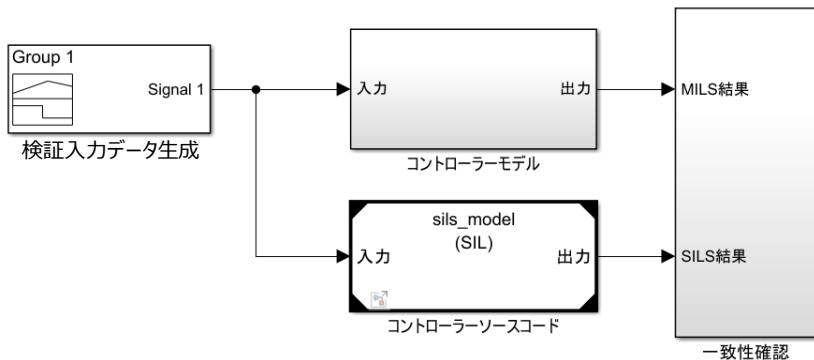 Group 1
Signal 1
検証入力データ生成
入力
出力
コントローラーモデル
sils_model
(SIL)
入力
出力
コントローラーソースコード
MILS結果
SILS結果
一致性確認